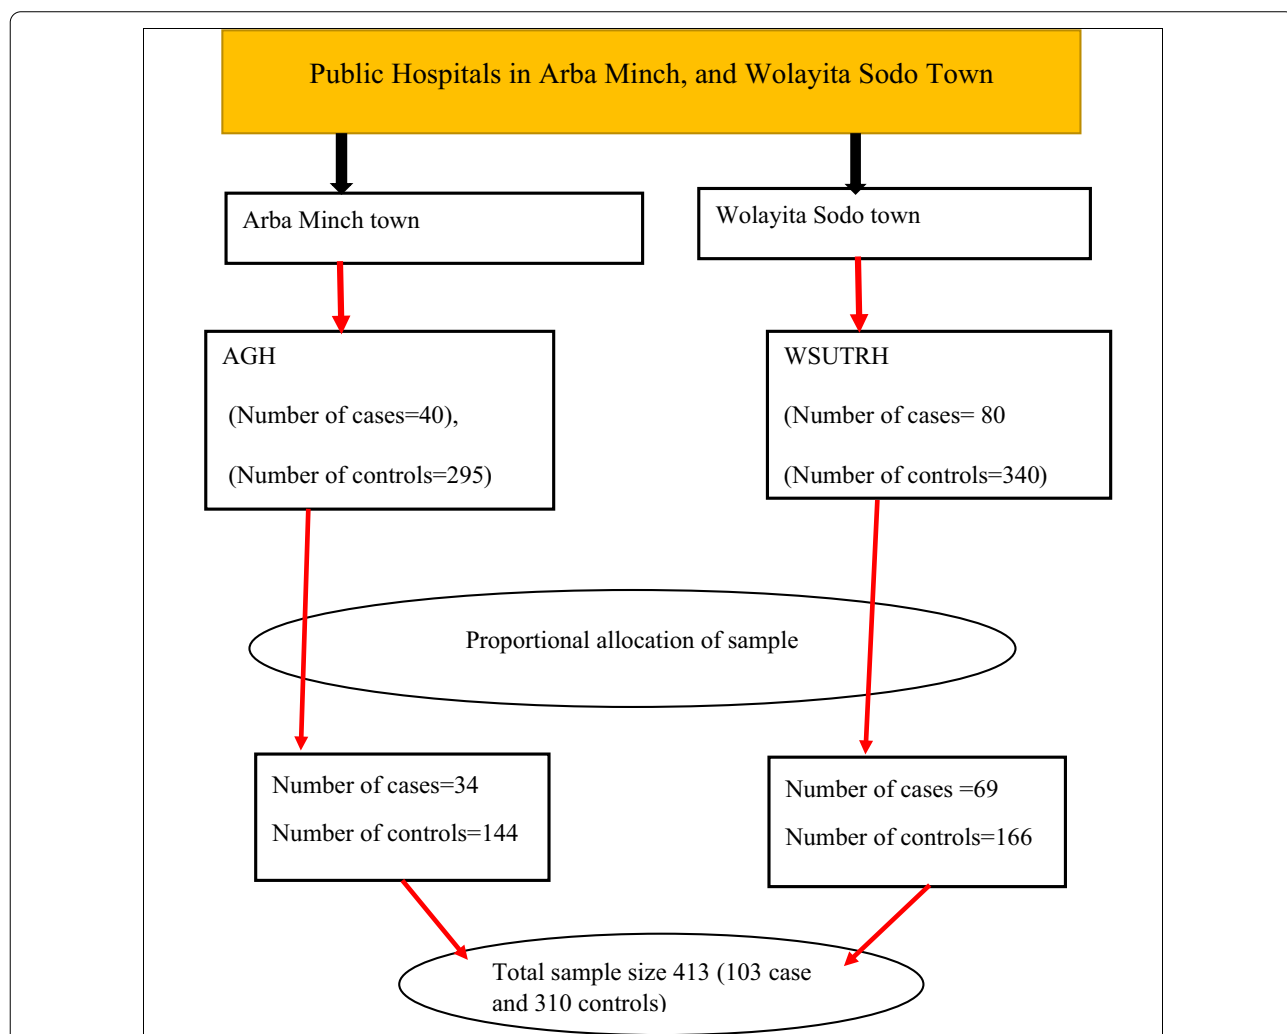 Public Hospitals in Arba Minch, and Wolayita Sodo Town
Arba Minch town
Wolayita Sodo town
AGH
(Number of cases=40),
(Number of controls=295)
WSUTRH
(Number of cases= 80
(Number of controls=340)
Proportional allocation of sample
Number of cases=34
Number of controls=144
Number of cases =69
Number of controls=166
Total sample size 413 (103 case
and 310 controls)